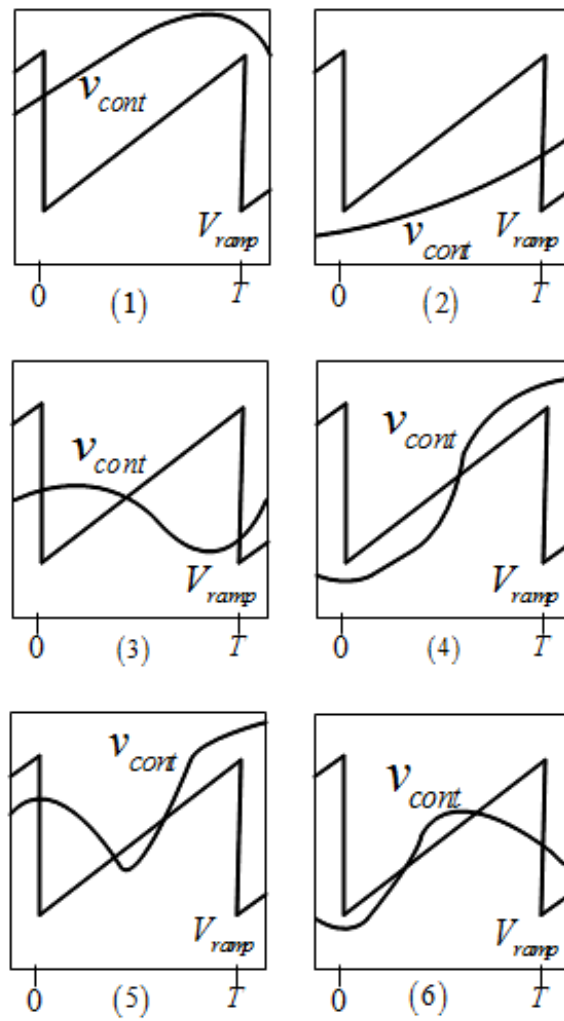 v_cont
V_ramp
0 (1) T
V_ramp
v_cont
0 (2) T
v_cont
V_ramp
0 (3) T
v_cont
V_ramp
0 (4) T
v_cont
V_ramp
0 (5) T
v_cont
V_ramp
0 (6) T